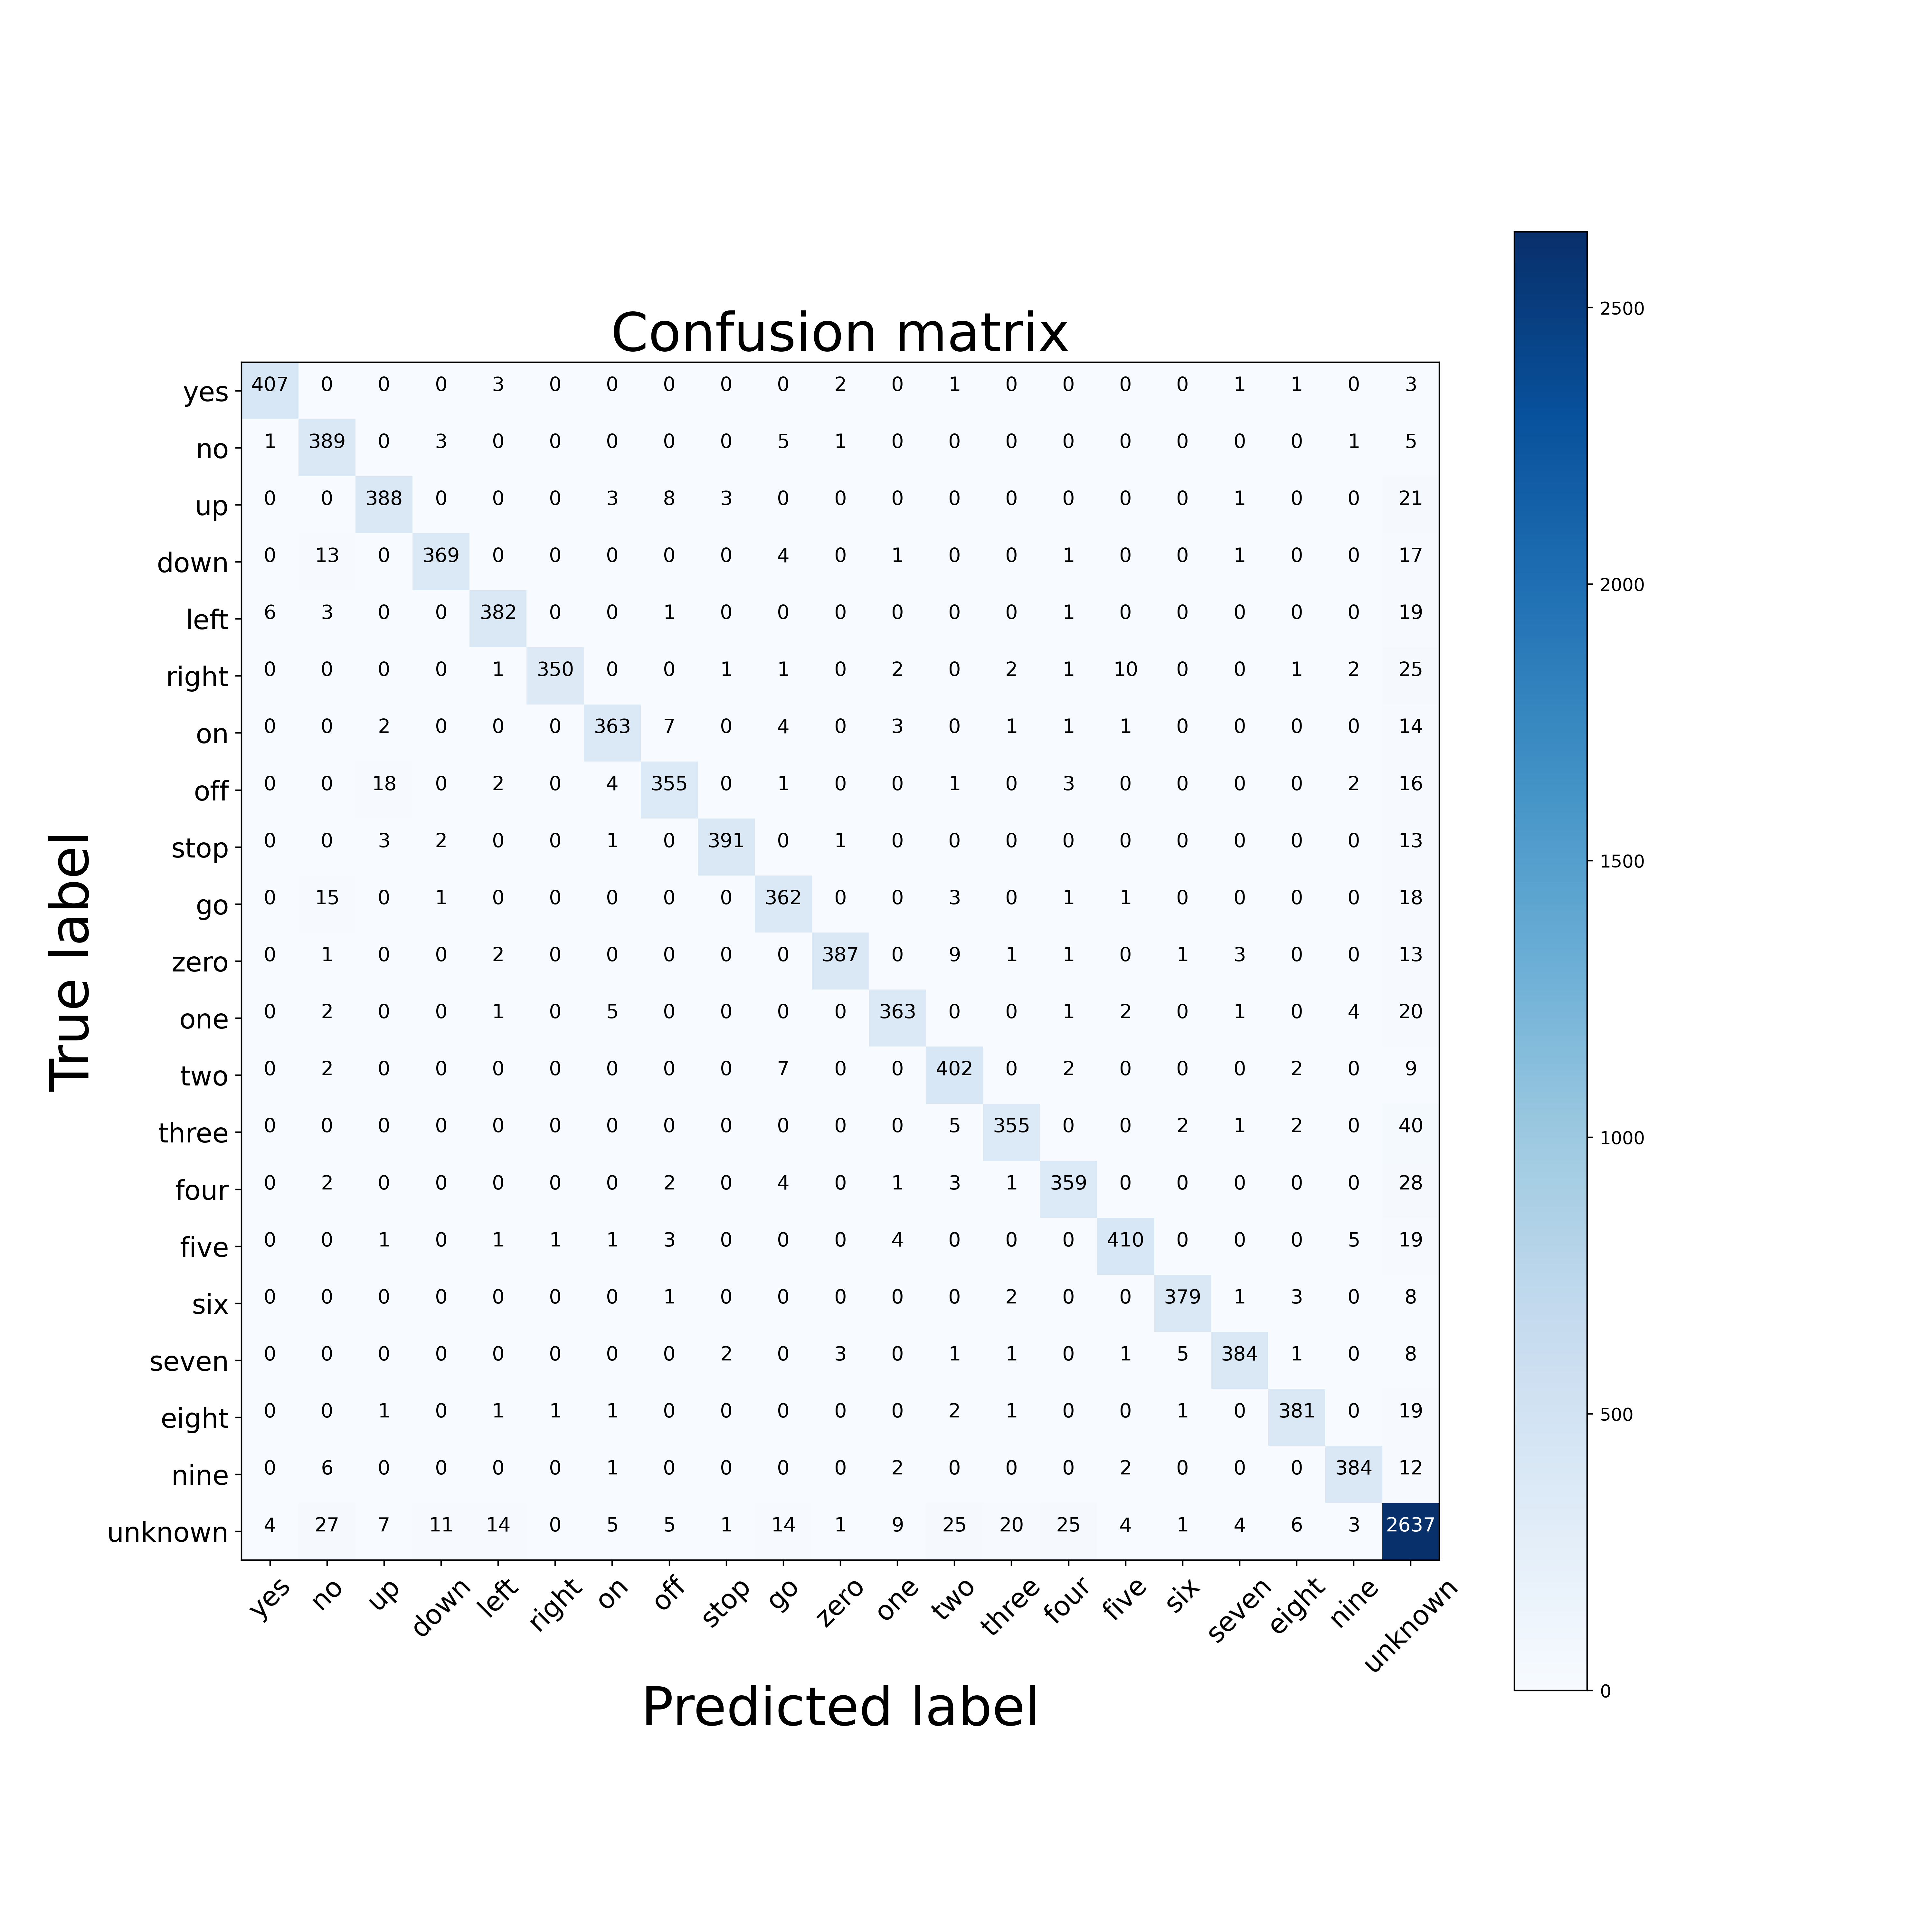 Confusion matrix
yes 407 0 0 0 3 0 0 0 0 0 2 0 1 0 0 0 0 1 1 0 3
no 1 389 0 3 0 0 0 0 0 5 1 0 0 0 0 0 0 0 0 1 5
up 0 0 388 0 0 0 3 8 3 0 0 0 0 0 0 0 0 1 0 0 21
down 0 13 0 369 0 0 0 0 0 4 0 1 0 0 1 0 0 1 0 0 17
left 6 3 0 0 382 0 0 1 0 0 0 0 0 0 1 0 0 0 0 0 19
right 0 0 0 0 1 350 0 0 1 1 0 2 0 2 1 10 0 0 1 2 25
on 0 0 2 0 0 0 363 7 0 4 0 3 0 1 1 1 0 0 0 0 14
off 0 0 18 0 2 0 4 355 0 1 0 0 1 0 3 0 0 0 0 2 16
stop 0 0 3 2 0 0 1 0 391 0 1 0 0 0 0 0 0 0 0 0 13
go 0 15 0 1 0 0 0 0 0 362 0 0 3 0 1 1 0 0 0 0 18
zero 0 1 0 0 2 0 0 0 0 0 387 0 9 1 1 0 1 3 0 0 13
one 0 2 0 0 1 0 5 0 0 0 0 363 0 0 1 2 0 1 0 4 20
two 0 2 0 0 0 0 0 0 0 7 0 0 402 0 2 0 0 0 2 0 9
three 0 0 0 0 0 0 0 0 0 0 0 0 5 355 0 0 2 1 2 0 40
four 0 2 0 0 0 0 0 2 0 4 0 1 3 1 359 0 0 0 0 0 28
five 0 0 1 0 1 1 1 3 0 0 0 4 0 0 0 410 0 0 0 5 19
six 0 0 0 0 0 0 0 1 0 0 0 0 0 2 0 0 379 1 3 0 8
seven 0 0 0 0 0 0 0 0 2 0 3 0 1 1 0 1 5 384 1 0 8
eight 0 0 1 0 1 1 1 0 0 0 0 0 2 1 0 0 1 0 381 0 19
nine 0 6 0 0 0 0 1 0 0 0 0 2 0 0 0 2 0 0 0 384 12
unknown 4 27 7 11 14 0 5 5 1 14 1 9 25 20 25 4 1 4 6 3 2637
yes no up down left right on off stop go zero one two three four five six seven eight nine unknown
Predicted label
True label
2500
2000
1500
1000
500
0